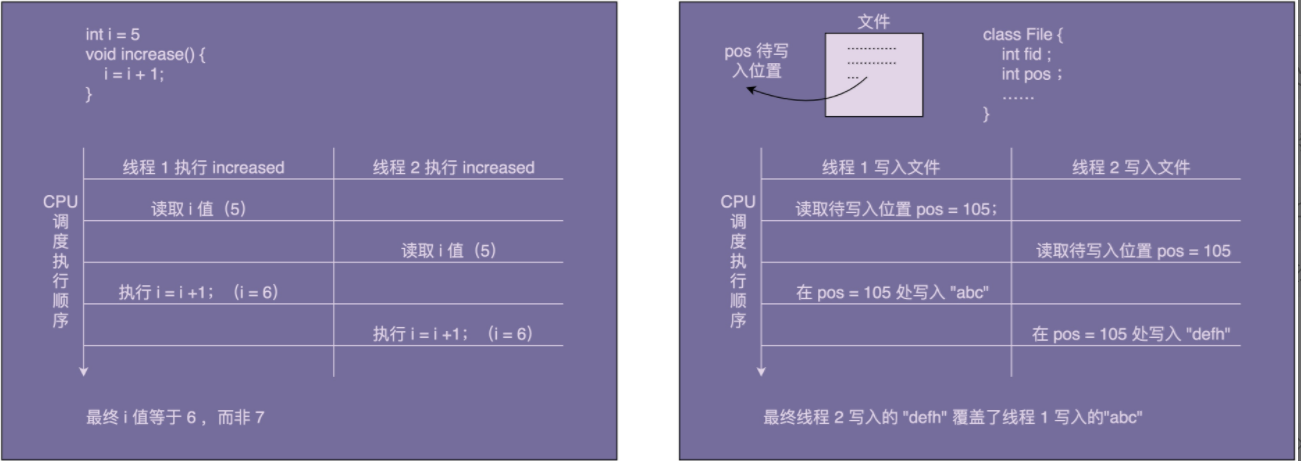 int i = 5
void increase() {
i = i + 1;
}
线程 1 执行 increased
线程 2 执行 increased
CPU
调
度
执
行
顺
序
读取 i 值（5）
读取 i 值（5）
执行 i = i +1； （i = 6）
执行 i = i +1； （i = 6）
最终 i 值等于 6 ，而非 7
文件
pos 待写
入位置
class File {
int fid ;
int pos ；
……
}
线程 1 写入文件
线程 2 写入文件
CPU
调
度
执
行
顺
序
读取待写入位置 pos = 105；
读取待写入位置 pos = 105
在 pos = 105 处写入 "abc"
在 pos = 105 处写入 "defh"
最终线程 2 写入的 "defh" 覆盖了线程 1 写入的"abc"